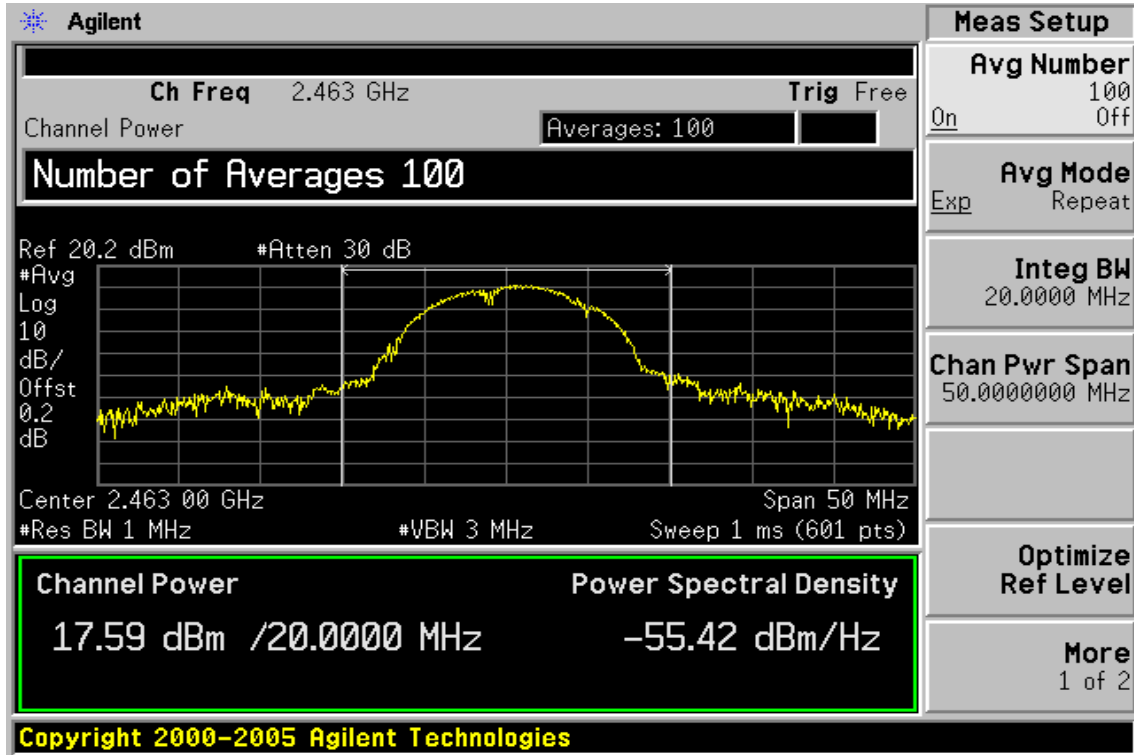 Agilent
Ch Freq 2.463 GHz Trig Free
Channel Power Averages: 100
Number of Averages 100
Ref 20.2 dBm #Atten 30 dB
#Avg
Log
10
dB/
Offst
0.2
dB
Center 2.463 00 GHz Span 50 MHz
#Res BW 1 MHz #VBW 3 MHz Sweep 1 ms (601 pts)
Channel Power Power Spectral Density
17.59 dBm /20.0000 MHz -55.42 dBm/Hz
Copyright 2000-2005 Agilent Technologies
Meas Setup
Avg Number
100
On Off
Avg Mode
Exp Repeat
Integ BW
20.0000 MHz
Chan Pwr Span
50.0000000 MHz
Optimize
Ref Level
More
1 of 2